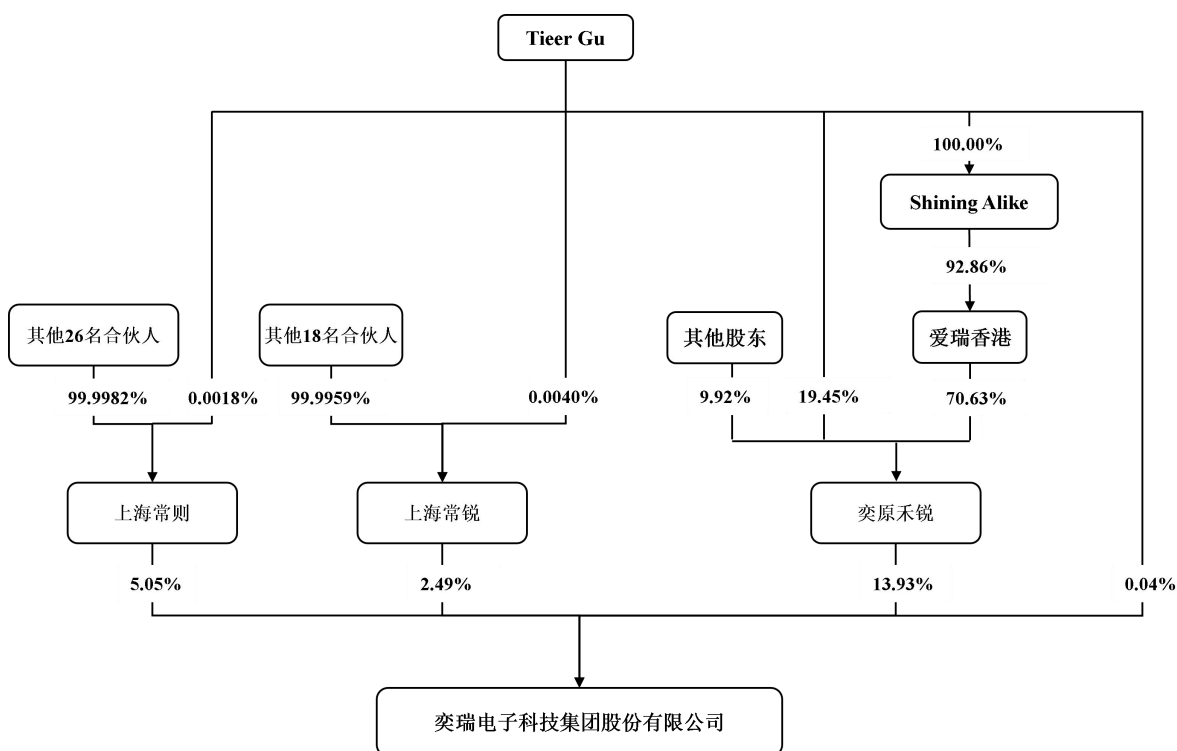 Tieer Gu
100.00%
Shining Alike
92.86%
其他26名合伙人
其他18名合伙人
其他股东
爱瑞香港
99.9982%
0.0018%
99.9959%
0.0040%
9.92%
19.45%
70.63%
上海常则
上海常锐
奕原禾锐
5.05%
2.49%
13.93%
0.04%
奕瑞电子科技集团股份有限公司